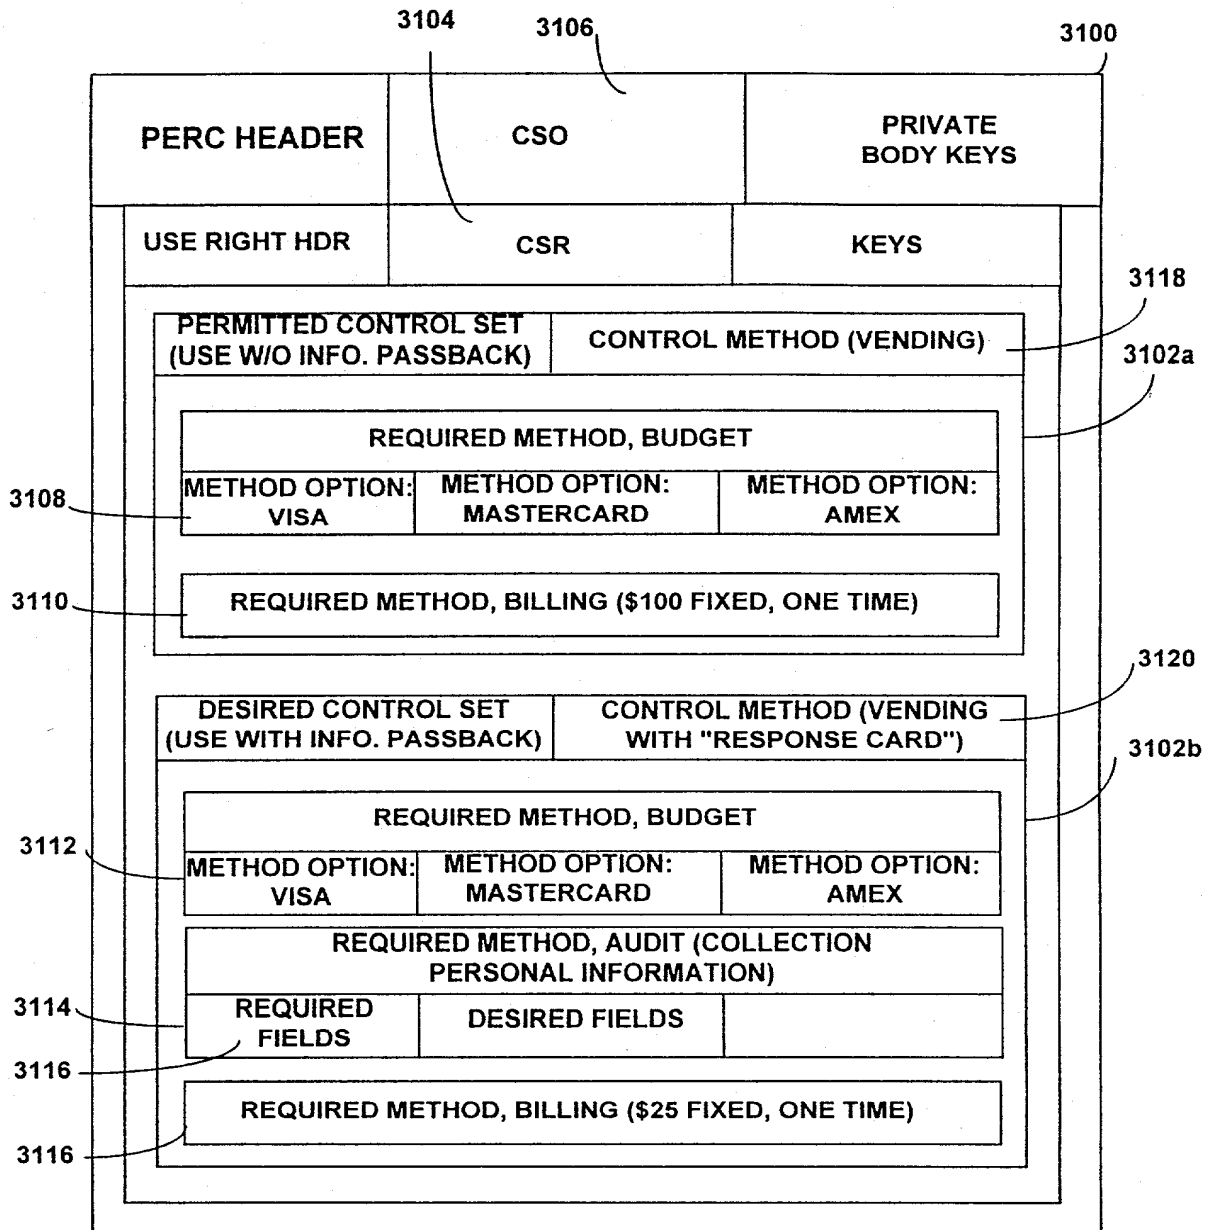 3104
3106
3100
PERC HEADER
CSO
PRIVATE
BODY KEYS
USE RIGHT HDR
CSR
KEYS
3118
PERMITTED CONTROL SET
(USE W/O INFO. PASSBACK)
CONTROL METHOD (VENDING)
3102a
REQUIRED METHOD, BUDGET
3108
METHOD OPTION:
VISA
METHOD OPTION:
MASTERCARD
METHOD OPTION:
AMEX
3110
REQUIRED METHOD, BILLING ($100 FIXED, ONE TIME)
3120
DESIRED CONTROL SET
(USE WITH INFO. PASSBACK)
CONTROL METHOD (VENDING
WITH "RESPONSE CARD")
3102b
REQUIRED METHOD, BUDGET
3112
METHOD OPTION:
VISA
METHOD OPTION:
MASTERCARD
METHOD OPTION:
AMEX
REQUIRED METHOD, AUDIT (COLLECTION
PERSONAL INFORMATION)
3114
REQUIRED
FIELDS
DESIRED FIELDS
3116
REQUIRED METHOD, BILLING ($25 FIXED, ONE TIME)
3116